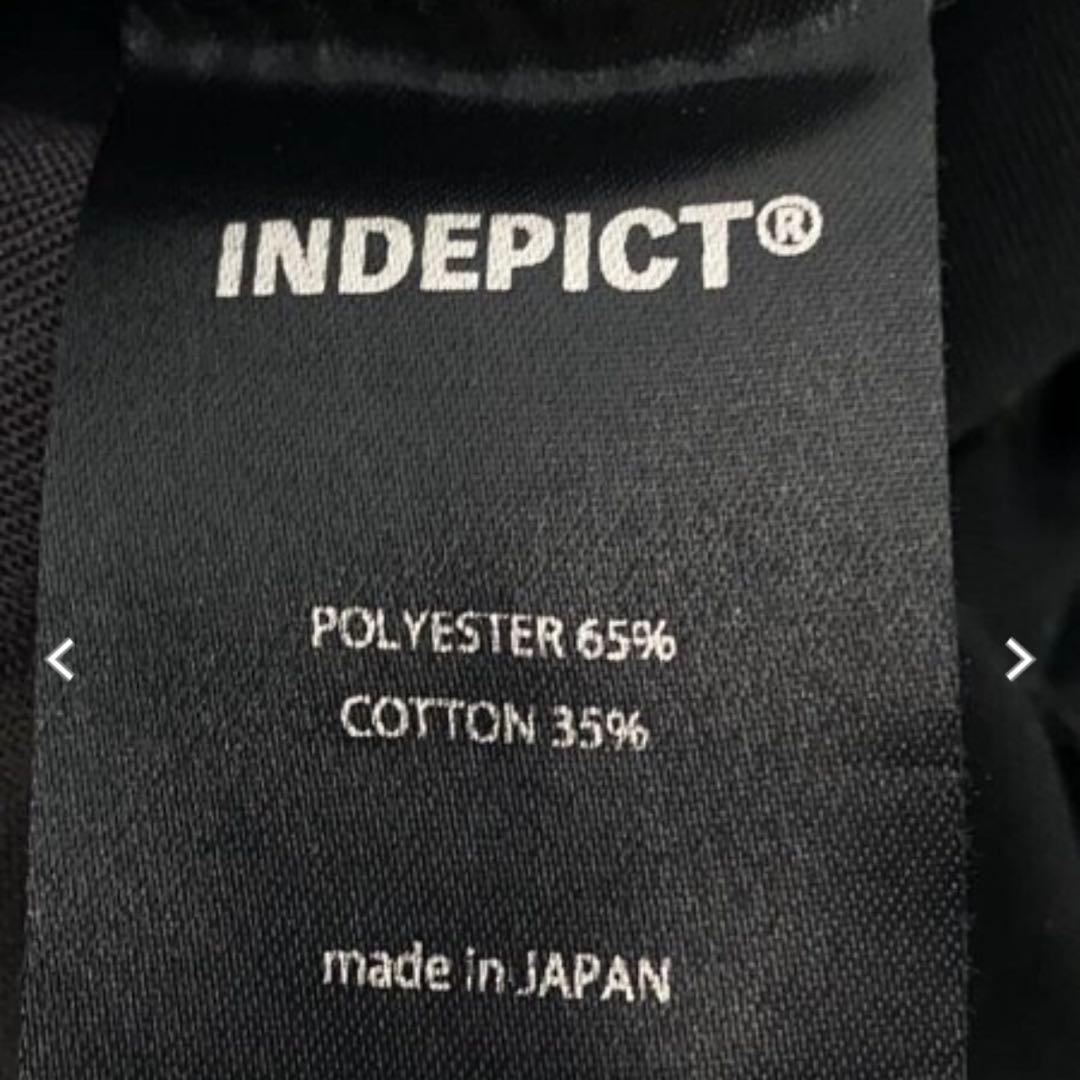 INDEPICT®
POLYESTER 65%
COTTON 35%
made in JAPAN